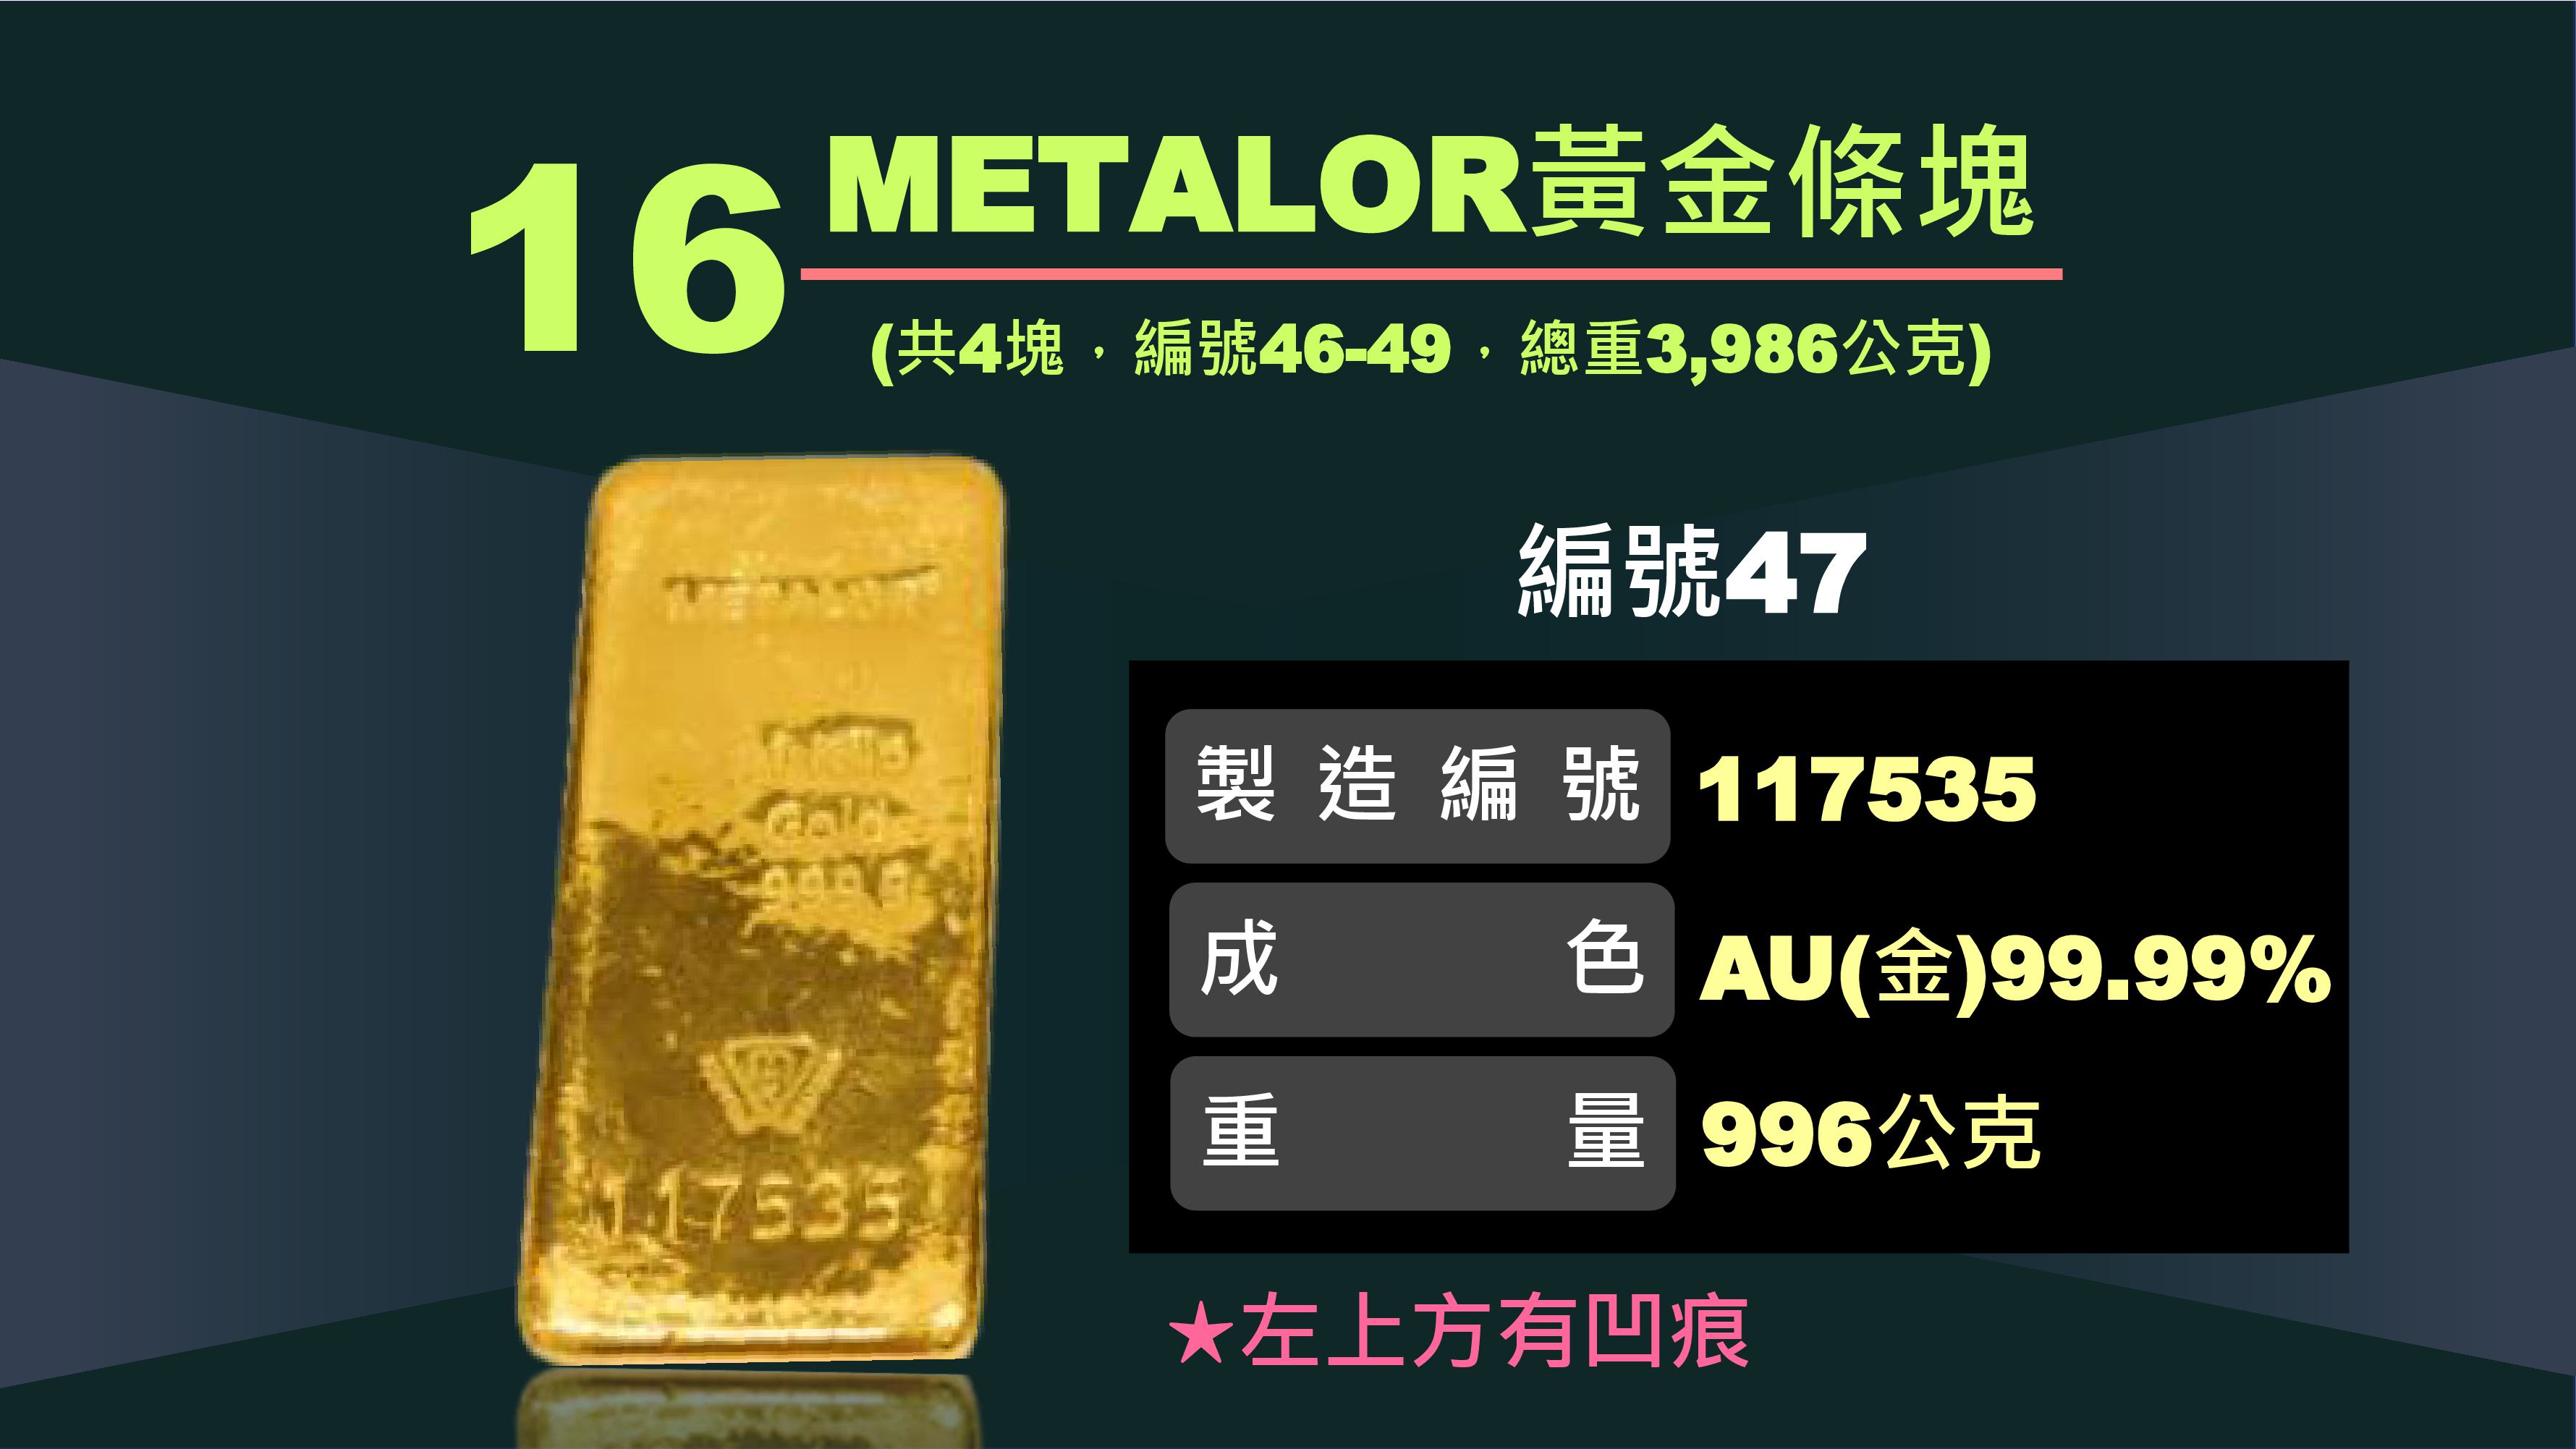 16
METALOR黃金條塊
(共4塊，編號46-49，總重3,986公克)
編號47
製造編號 117535
成色 AU(金)99.99%
重量 996公克
★左上方有凹痕
Gold
999.9
117535